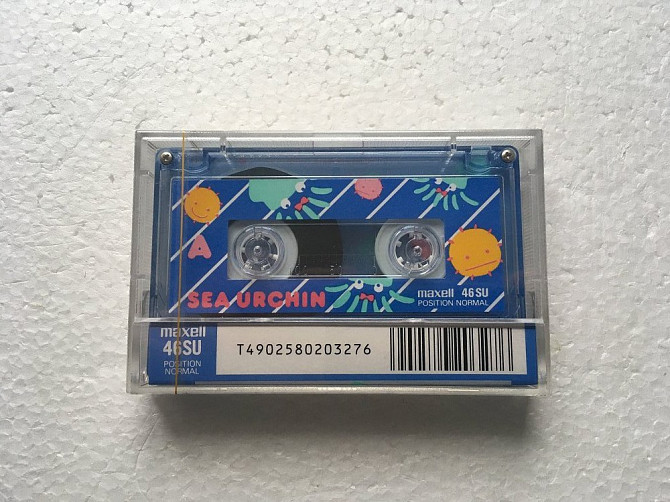 A
SEA URCHIN
maxell 46SU
POSITION·NORMAL
maxell
46SU
POSITION
NORMAL
T4902580203276